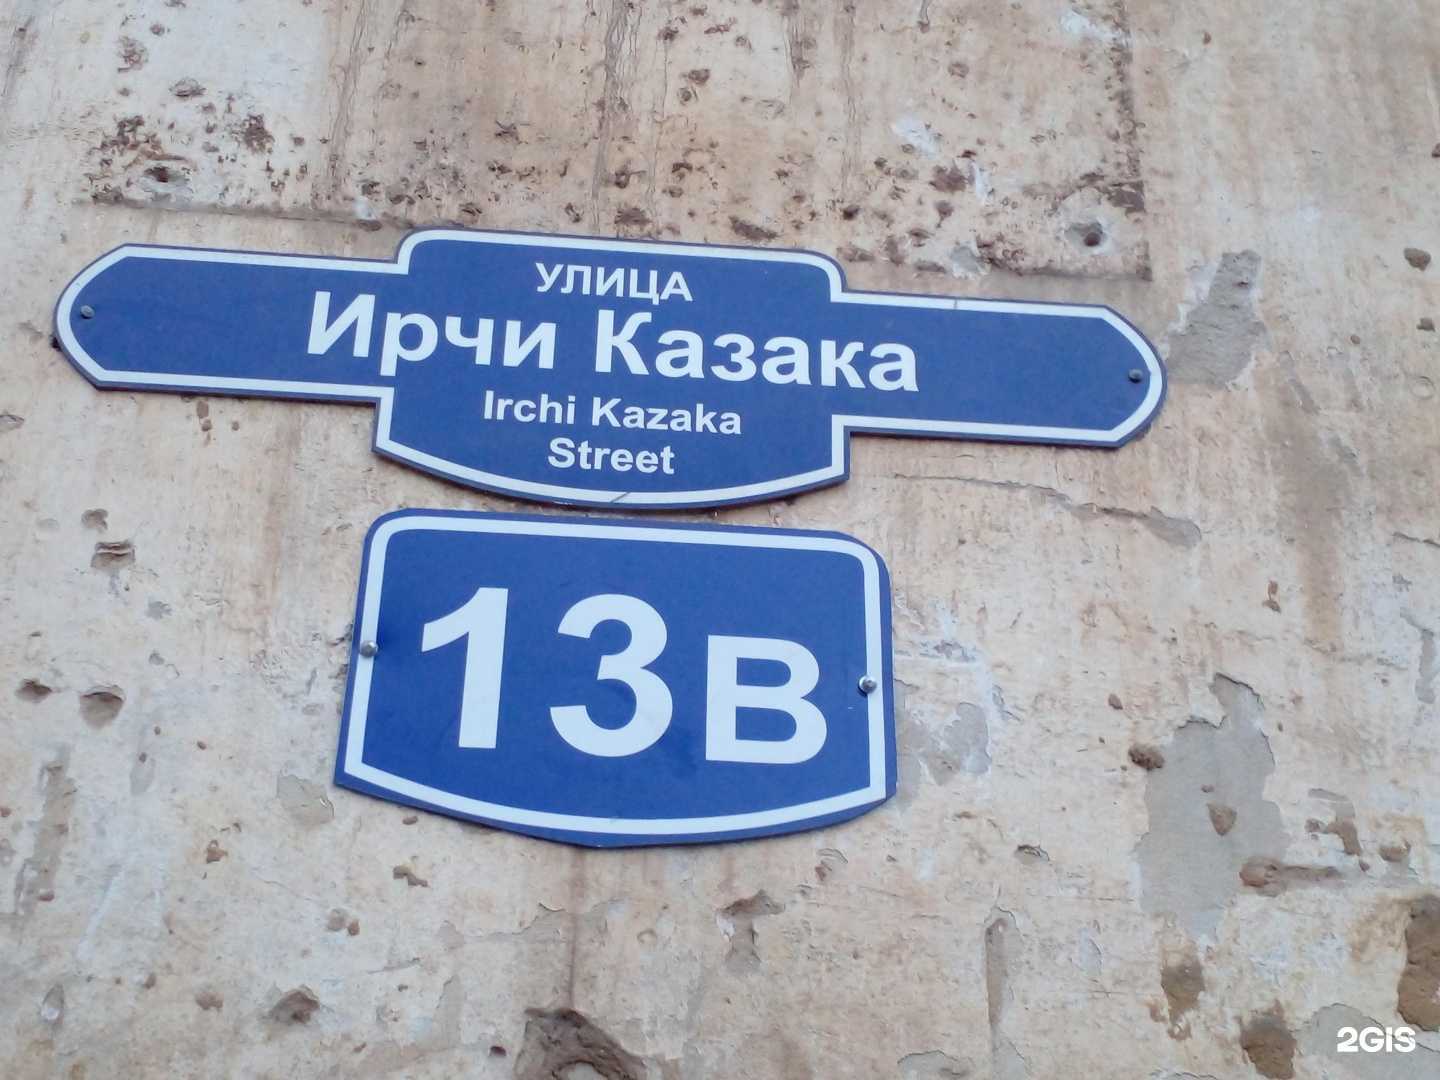 УЛИЦА
Ирчи Казака
Irchi Kazaka
Street
13В
2GIS